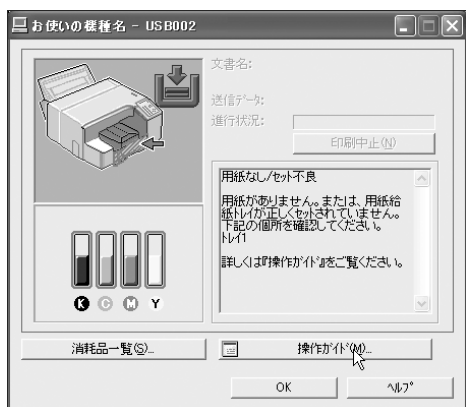 お使いの機種名 - USB002
文書名:
送信データ:
進行状況:
印刷中止(N)
用紙なし/セット不良
用紙がありません。または、用紙給
紙トレイが正しくセットされていません。
下記の個所を確認してください。
トレイ1
詳しくは『操作ガイド』をご覧ください。
K C M Y
消耗品一覧(S)...
操作ガイド(M)...
OK
ヘルプ